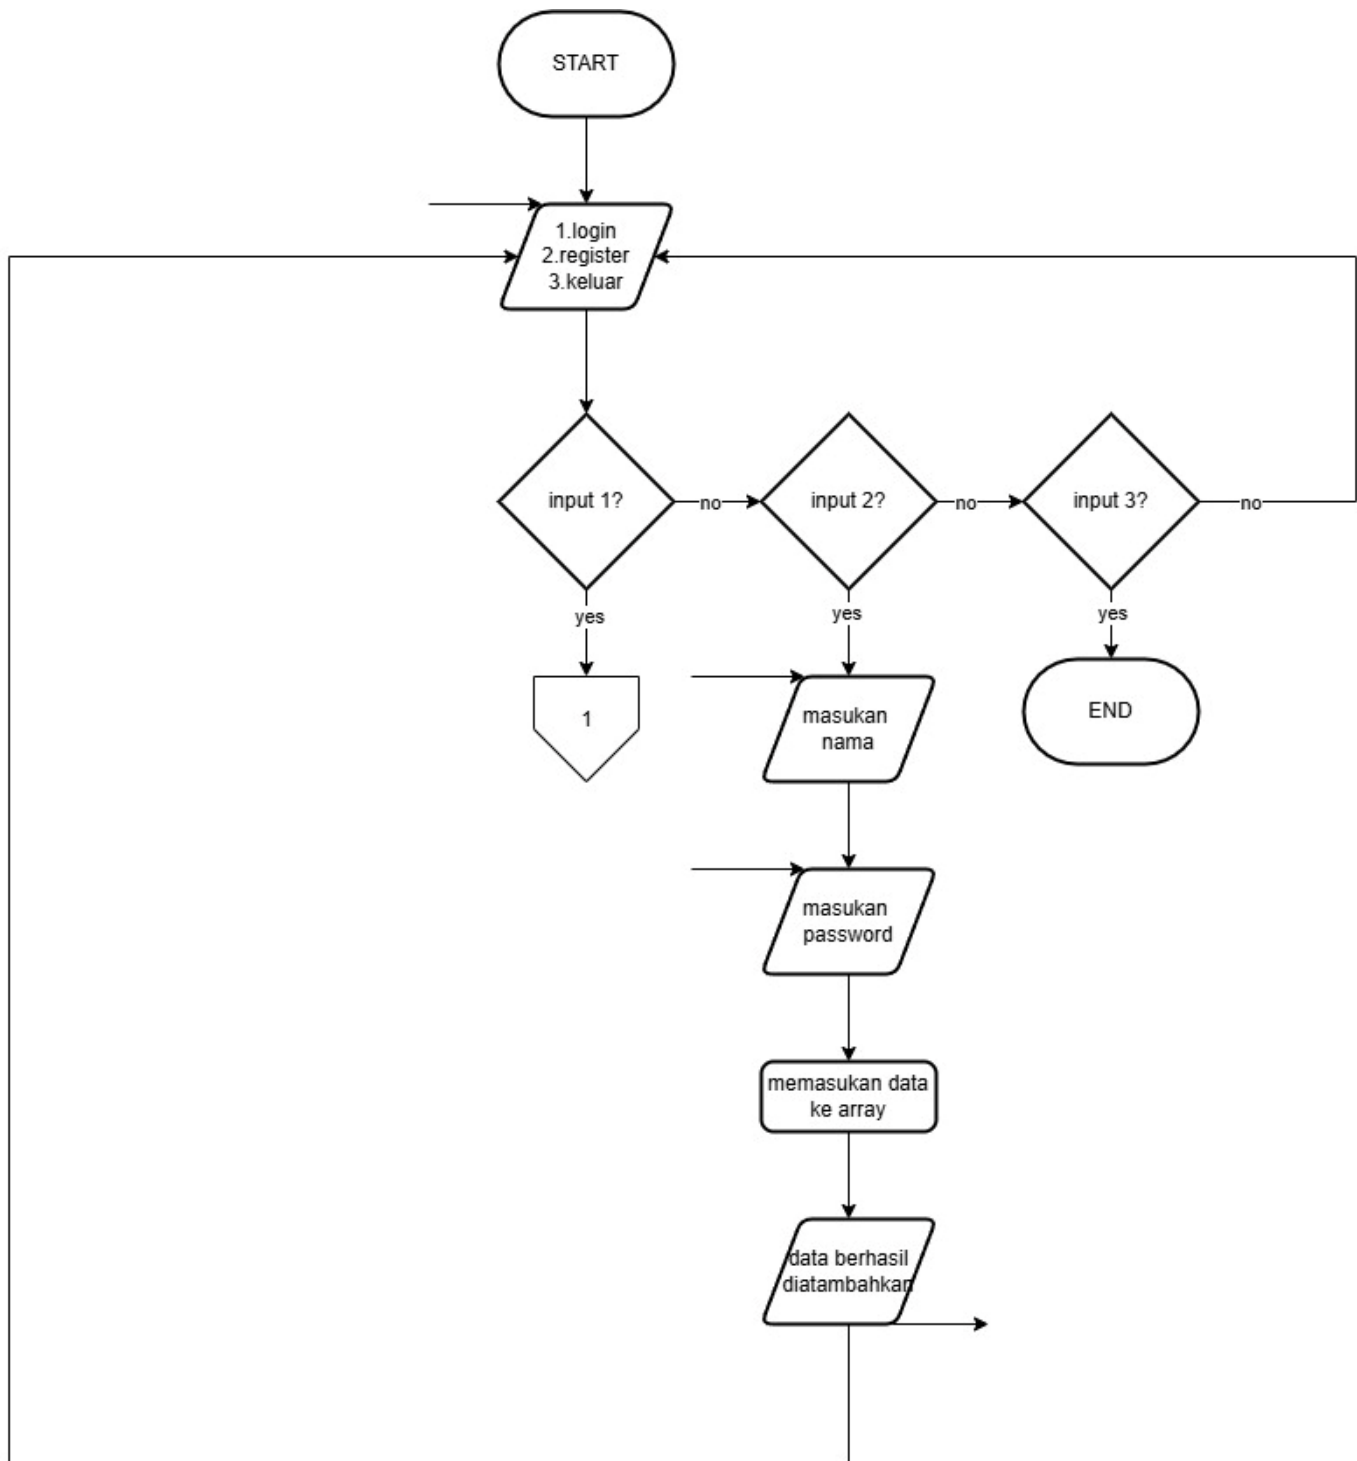 START
1.login
2.register
3.keluar
input 1?
no
input 2?
no
input 3?
no
yes
yes
yes
1
masukan
nama
END
masukan
password
memasukan data
ke array
data berhasil
diatambahkan